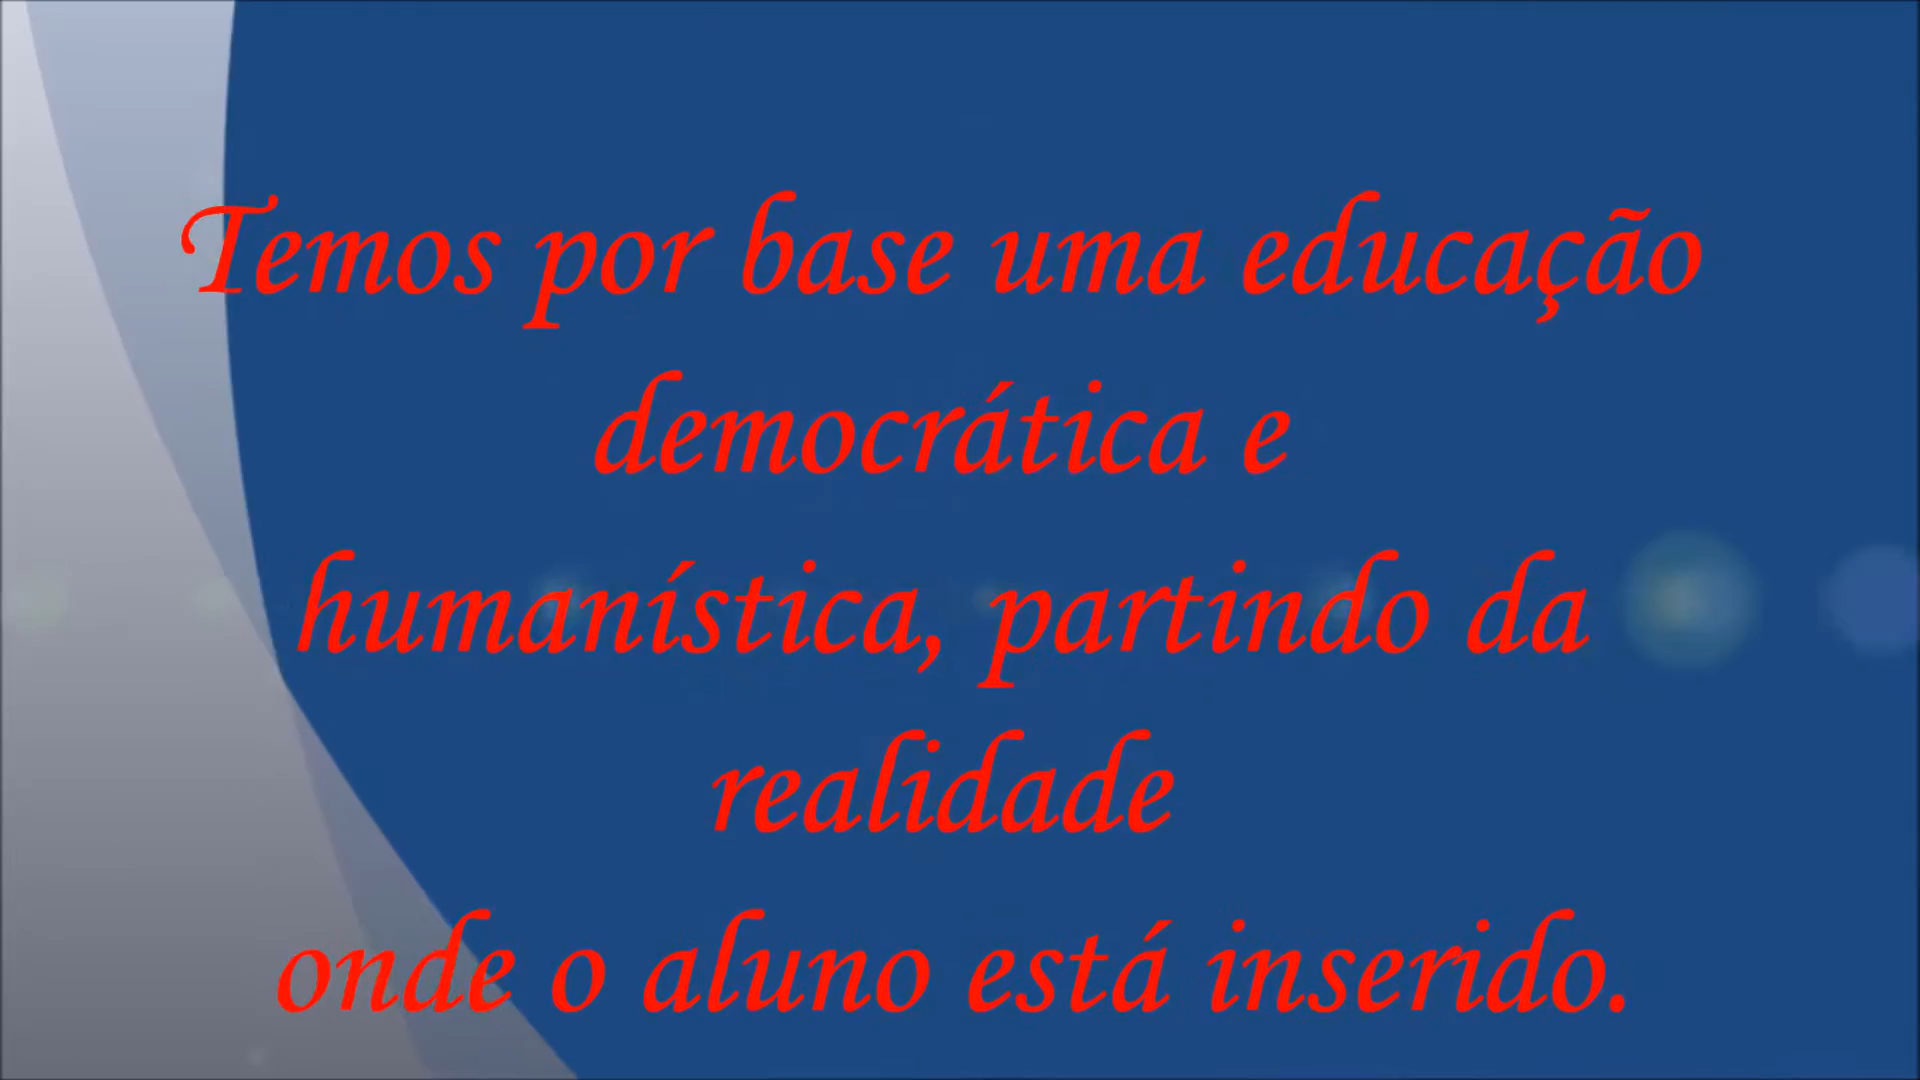 Temos por base uma educação
democrática e
humanística, partindo da
realidade
onde o aluno está inserido.